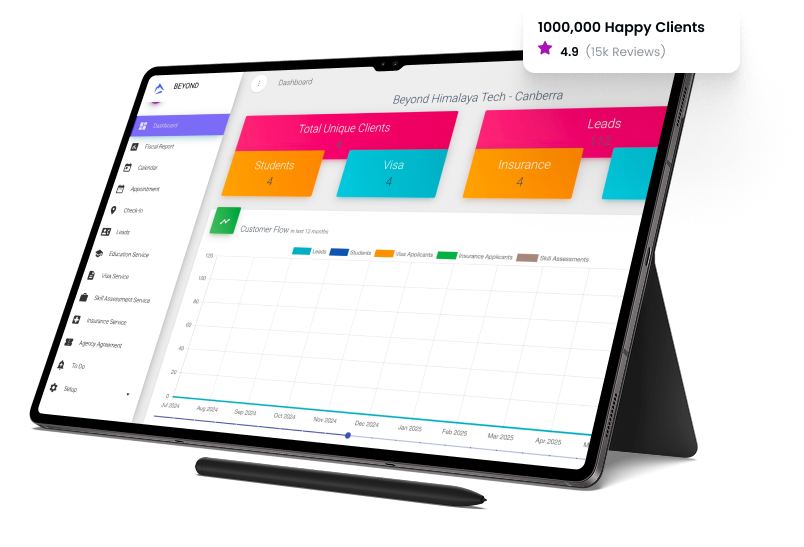 1000,000 Happy Clients
4.9 (15k Reviews)
BEYOND
Dashboard
Fiscal Report
Calendar
Appointment
Check-In
Leads
Education Service
Visa Service
Skill Assessment Service
Insurance Service
Agency Agreement
To Do
Setup
Dashboard
Beyond Himalaya Tech - Canberra
Total Unique Clients
Students
4
Visa
4
Leads
Insurance
4
Customer Flow in last 12 months
Leads Students Visa Applicants Insurance Applicants Skill Assessments
120
100
80
60
40
20
0
Jul 2024 Aug 2024 Sep 2024 Oct 2024 Nov 2024 Dec 2024 Jan 2025 Feb 2025 Mar 2025 Apr 2025 M